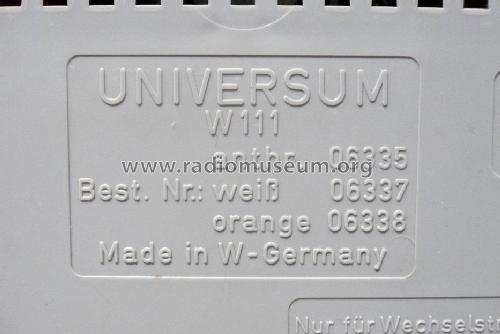 UNIVERSUM
W111
anthr. 06335
www.radiomuseum.org
Best. Nr.: weiß 06337
orange 06338
Made in W-Germany
Nur für Wechselst